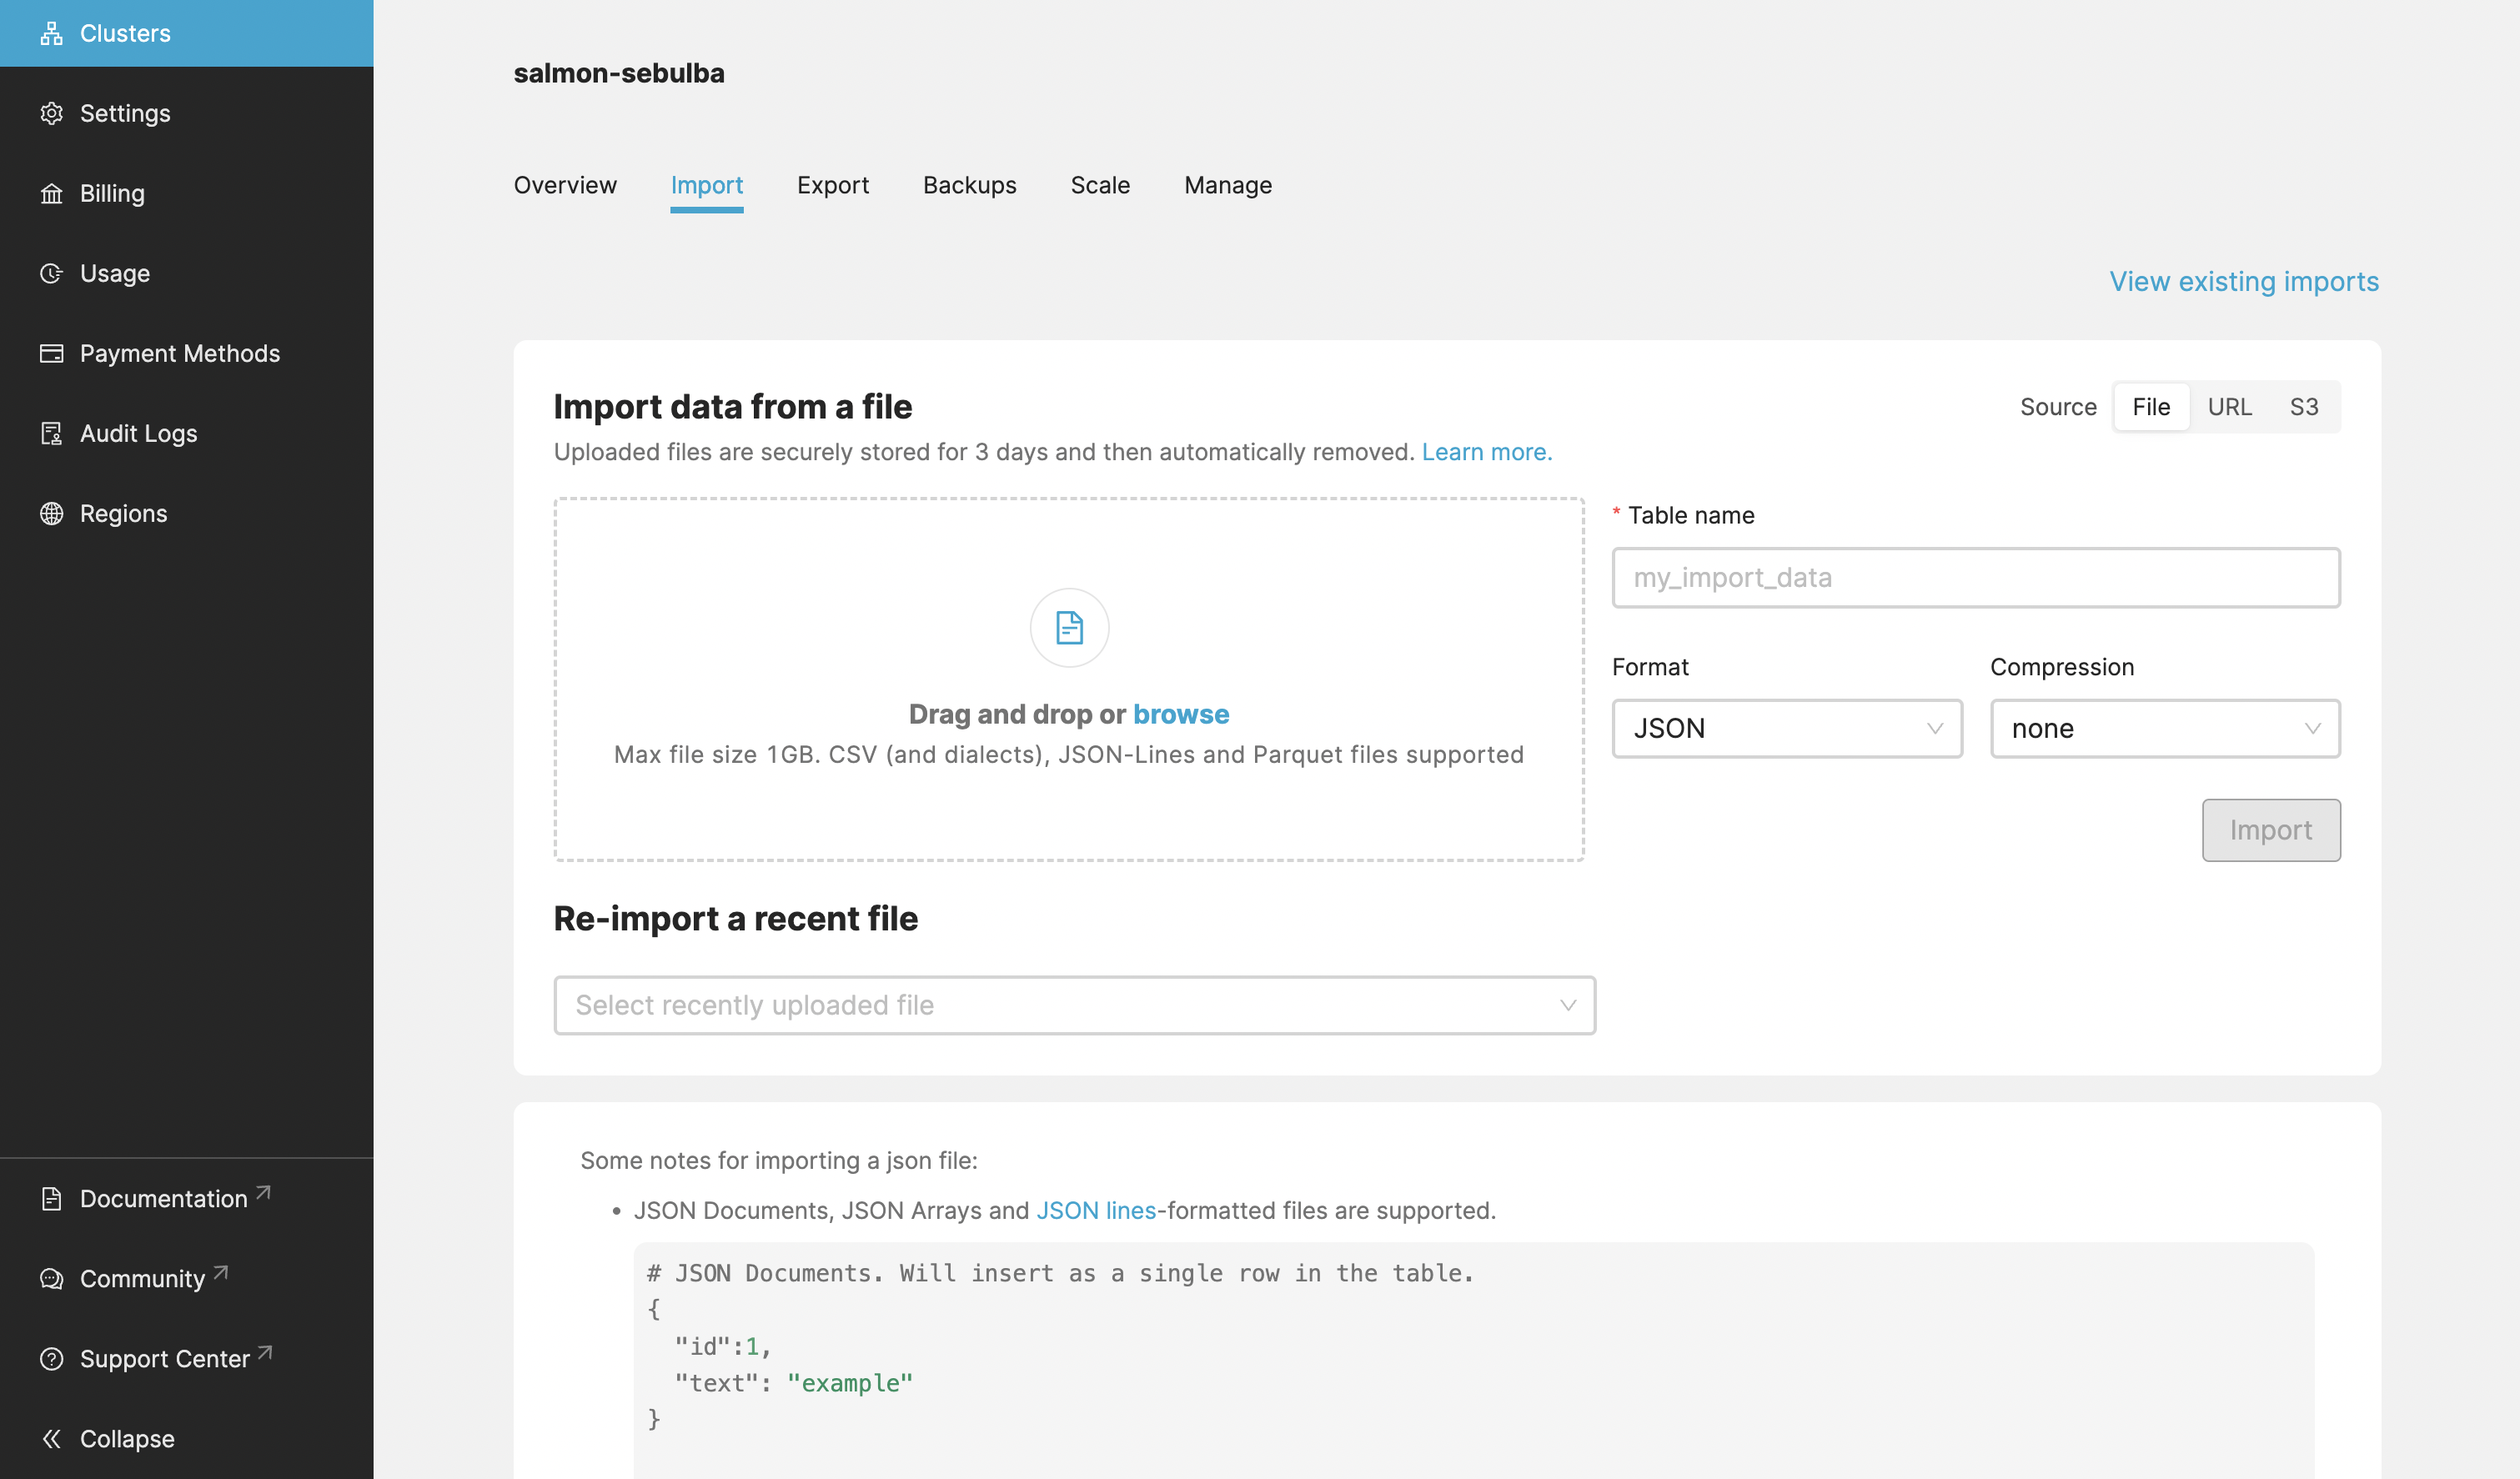 Clusters
Settings
Billing
Usage
Payment Methods
Audit Logs
Regions
Documentation
Community
Support Center
Collapse
salmon-sebulba
Overview Import Export Backups Scale Manage
View existing imports
Import data from a file
Source File URL S3
Uploaded files are securely stored for 3 days and then automatically removed. Learn more.
Drag and drop or browse
Max file size 1GB. CSV (and dialects), JSON-Lines and Parquet files supported
* Table name
my_import_data
Format Compression
JSON none
Import
Re-import a recent file
Select recently uploaded file
Some notes for importing a json file:
• JSON Documents, JSON Arrays and JSON lines-formatted files are supported.
# JSON Documents. Will insert as a single row in the table.
{
"id":1,
"text": "example"
}